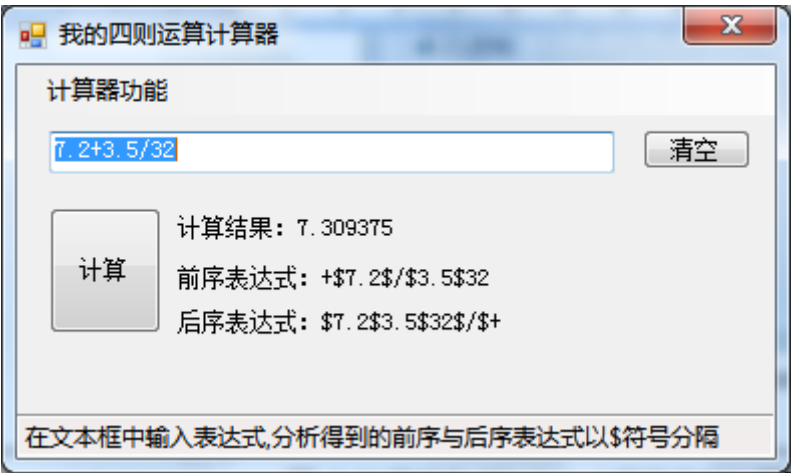 我的四则运算计算器
计算器功能
7.2+3.5/32
清空
计算
计算结果：7.309375
前序表达式：+$7.2$/$3.5$32
后序表达式：$7.2$3.5$32$/$+
在文本框中输入表达式,分析得到的前序与后序表达式以$符号分隔